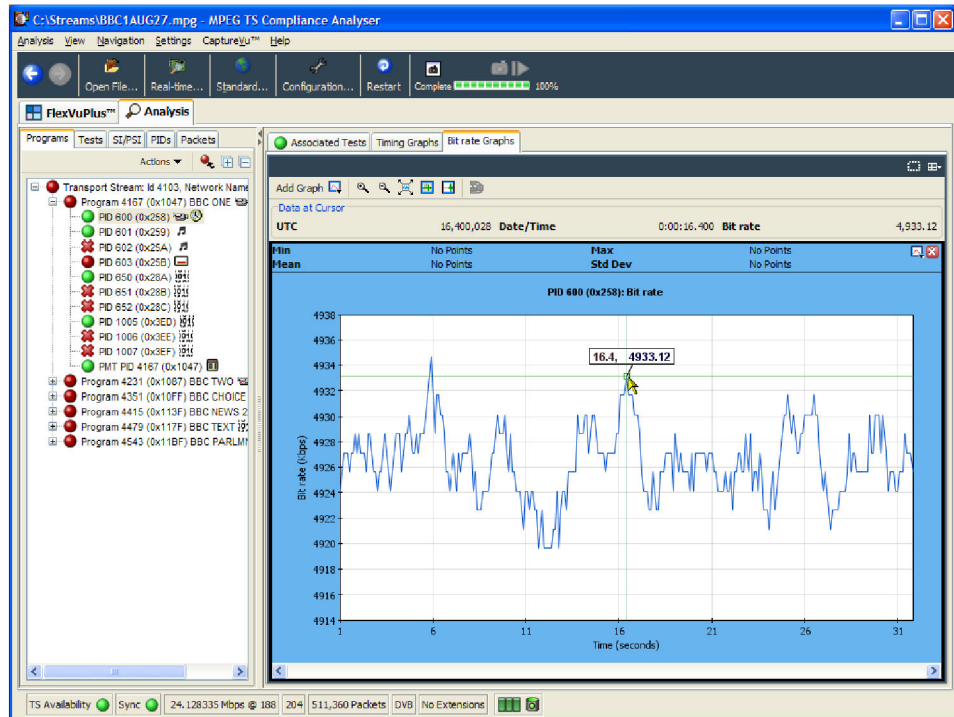 C:\Streams\BBC1AUG27.mpg - MPEG TS Compliance Analyser
Analysis View Navigation Settings CaptureVu™ Help
Open File... Real-time... Standard... Configuration... Restart Complete 100%
FlexVuPlus™ Analysis
Programs Tests SI/PSI PIDs Packets
Actions
Transport Stream: Id 4103, Network Name
Program 4167 (0x1047) BBC ONE
PID 600 (0x258)
PID 601 (0x259)
PID 602 (0x25A)
PID 603 (0x25B)
PID 650 (0x28A)
PID 651 (0x28B)
PID 652 (0x28C)
PID 1005 (0x3ED)
PID 1006 (0x3EE)
PID 1007 (0x3EF)
PMT PID 4167 (0x1047)
Program 4231 (0x1087) BBC TWO
Program 4351 (0x10FF) BBC CHOICE
Program 4415 (0x113F) BBC NEWS 2
Program 4479 (0x117F) BBC TEXT
Program 4543 (0x11BF) BBC PARLM
Associated Tests Timing Graphs Bit rate Graphs
Add Graph
Data at Cursor
UTC 16,400,028 Date/Time 0:00:16.400 Bit rate 4,933.12
Min No Points Max No Points
Mean No Points Std Dev No Points
PID 600 (0x258): Bit rate
4938
4936
4934
4932
4930
4928
4926
4924
4922
4920
4918
4916
4914
Bit rate (kbps)
16.4, 4933.12
1 6 11 16 21 26 31
Time (seconds)
TS Availability Sync 24.128335 Mbps @ 188 204 511,360 Packets DVB No Extensions